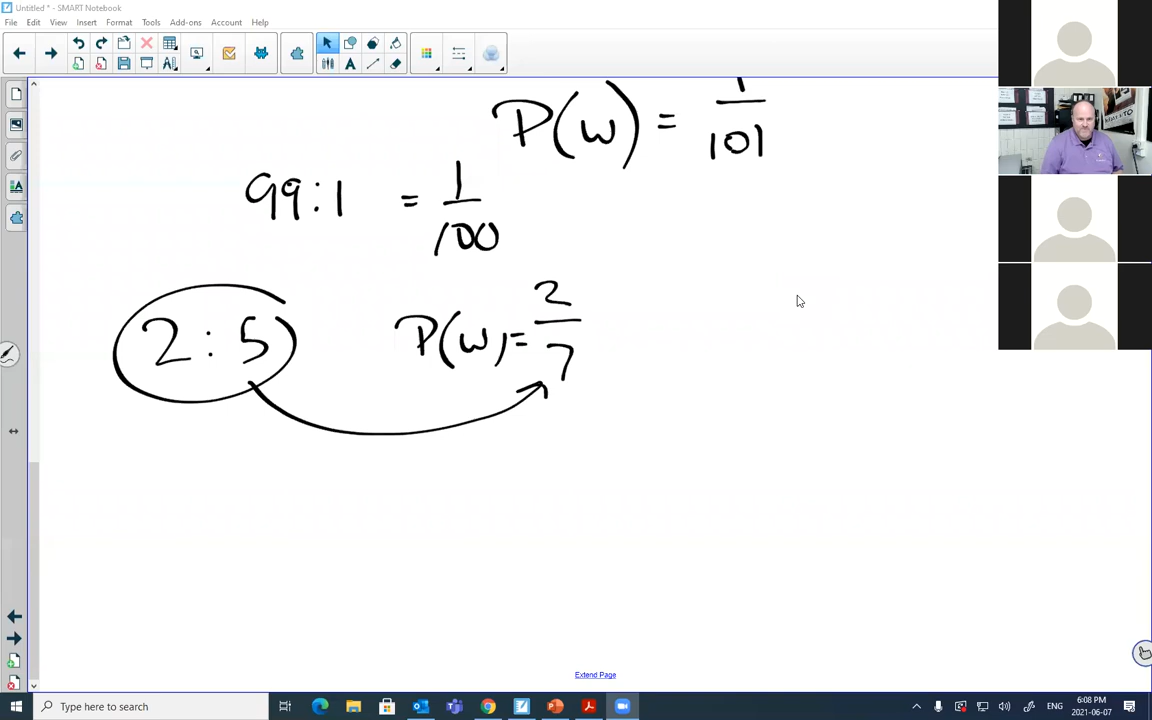 Untitled * - SMART Notebook
File Edit View Insert Format Tools Add-ons Account Help
P(W) = 1/101
99:1 = 1/100
2:5 P(W) = 2/7
Extend Page
Type here to search
ENG
6:08 PM
2021-06-07